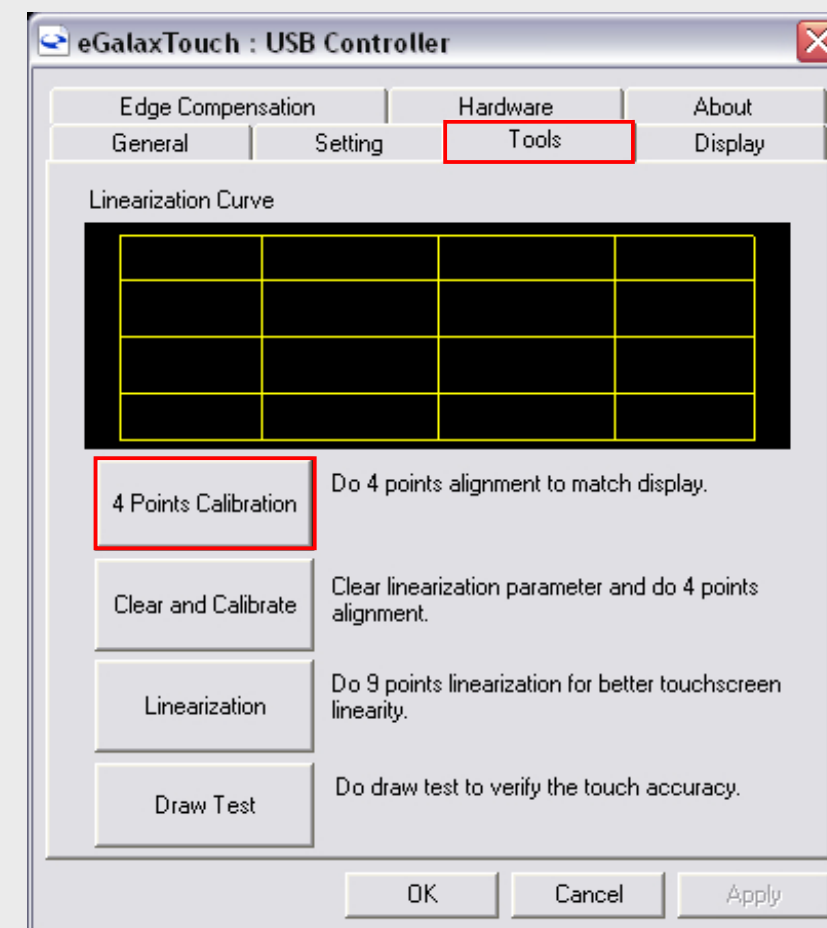 eGalaxTouch : USB Controller
Edge Compensation
Hardware
About
General
Setting
Tools
Display
Linearization Curve
4 Points Calibration
Do 4 points alignment to match display.
Clear and Calibrate
Clear linearization parameter and do 4 points
alignment.
Linearization
Do 9 points linearization for better touchscreen
linearity.
Draw Test
Do draw test to verify the touch accuracy.
OK
Cancel
Apply